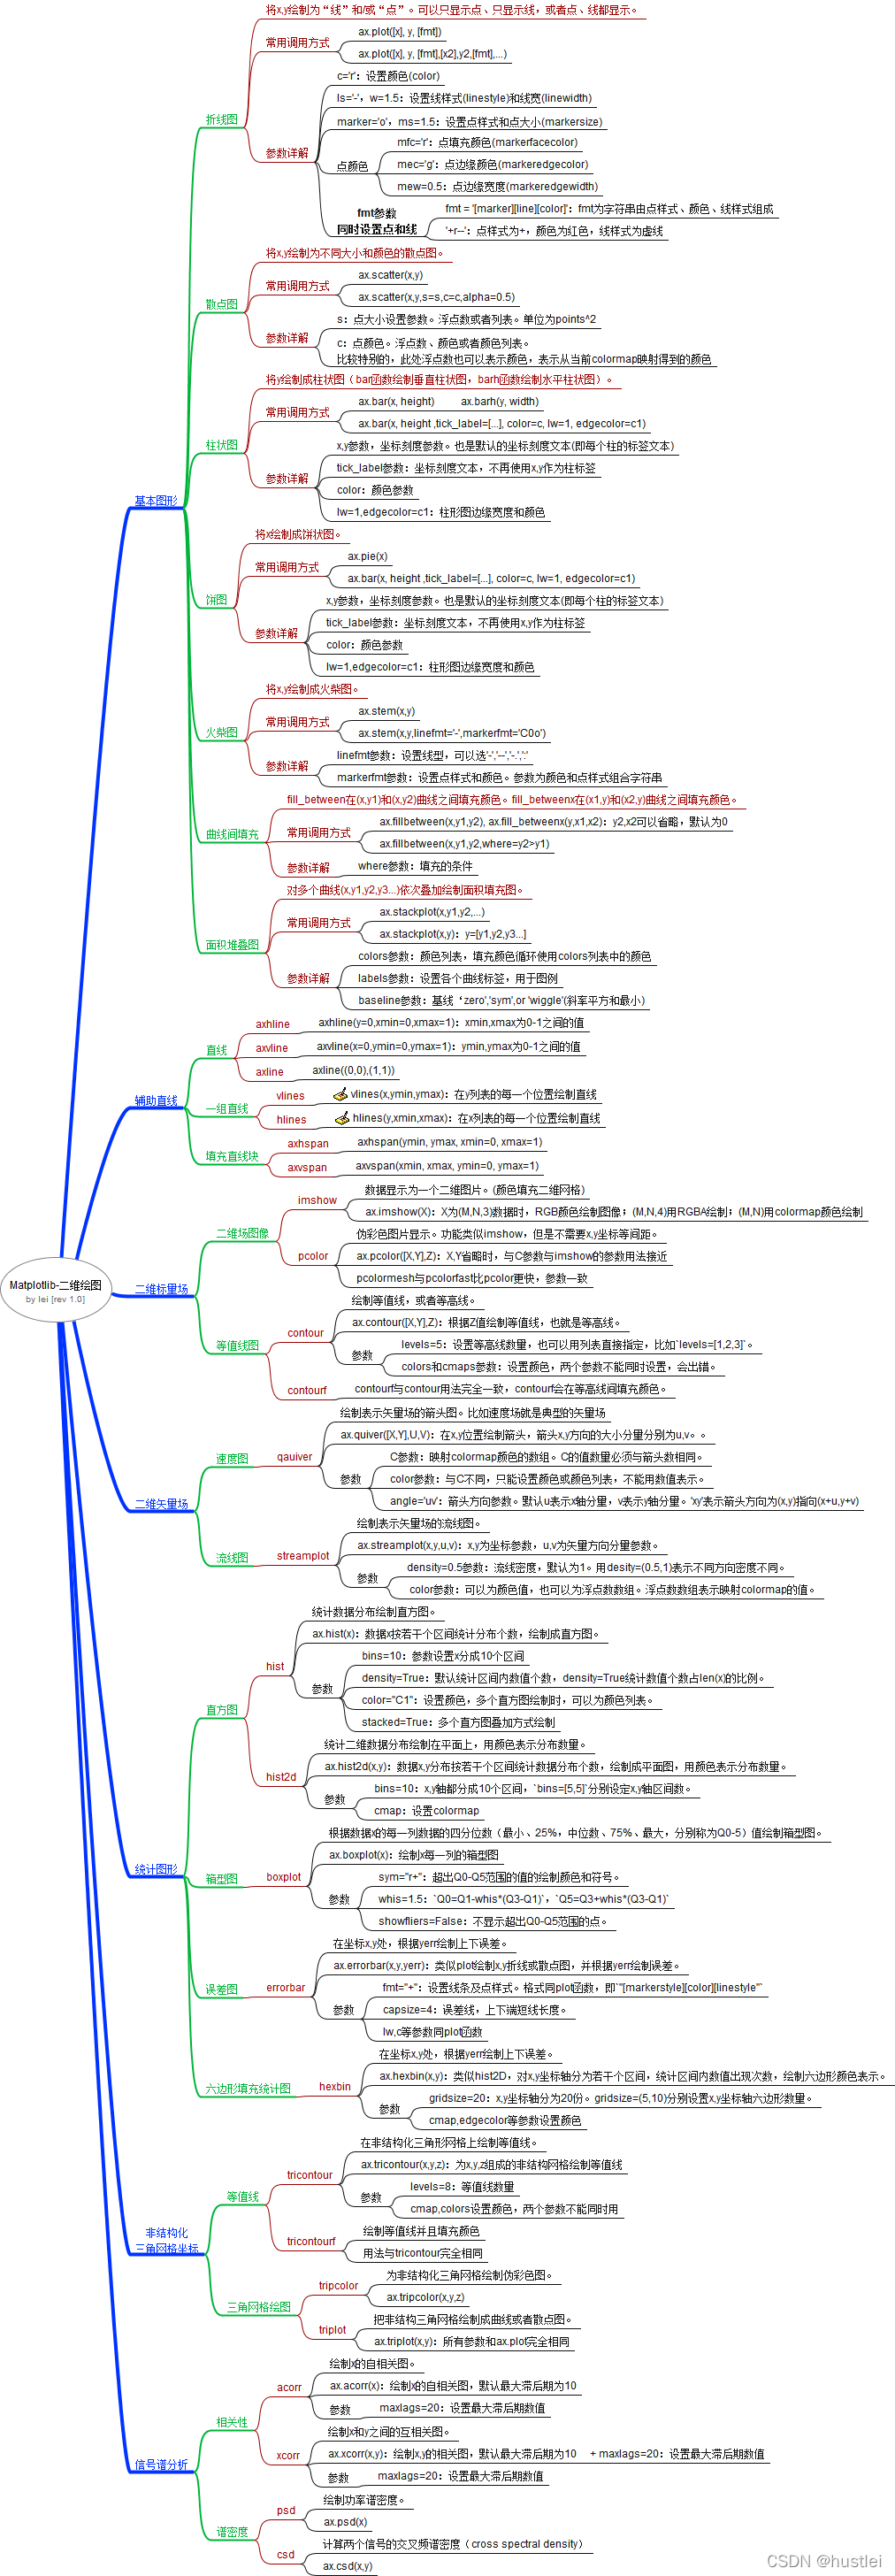 Matplotlib-二维绘图
by lei [rev 1.0]
基本图形
折线图
将x,y绘制为“线”和/或“点”。可以只显示点、只显示线，或者点、线都显示。
常用调用方式
ax.plot([x], y, [fmt])
ax.plot([x], y, [fmt],[x2],y2,[fmt],...)
参数详解
c='r'：设置颜色(color)
ls='-'，w=1.5：设置线样式(linestyle)和线宽(linewidth)
marker='o'，ms=1.5：设置点样式和点大小(markersize)
点颜色
mfc='r'：点填充颜色(markerfacecolor)
mec='g'：点边缘颜色(markeredgecolor)
mew=0.5：点边缘宽度(markeredgewidth)
fmt参数
同时设置点和线
fmt = '[marker][line][color]'：fmt为字符串由点样式、颜色、线样式组成
'+r--'：点样式为+，颜色为红色，线样式为虚线
散点图
将x,y绘制为不同大小和颜色的散点图。
常用调用方式
ax.scatter(x,y)
ax.scatter(x,y,s=s,c=c,alpha=0.5)
参数详解
s：点大小设置参数。浮点数或者列表。单位为points^2
c：点颜色。浮点数、颜色或者颜色列表。
比较特别的，此处浮点数也可以表示颜色，表示从当前colormap映射得到的颜色
柱状图
将y绘制成柱状图（bar函数绘制垂直柱状图，barh函数绘制水平柱状图）。
常用调用方式
ax.bar(x, height) ax.barh(y, width)
ax.bar(x, height ,tick_label=[...], color=c, lw=1, edgecolor=c1)
参数详解
x,y参数，坐标刻度参数。也是默认的坐标刻度文本(即每个柱的标签文本)
tick_label参数：坐标刻度文本，不再使用x,y作为柱标签
color：颜色参数
lw=1,edgecolor=c1：柱形图边缘宽度和颜色
饼图
将x绘制成饼状图。
常用调用方式
ax.pie(x)
ax.bar(x, height ,tick_label=[...], color=c, lw=1, edgecolor=c1)
参数详解
x,y参数，坐标刻度参数。也是默认的坐标刻度文本(即每个柱的标签文本)
tick_label参数：坐标刻度文本，不再使用x,y作为柱标签
color：颜色参数
lw=1,edgecolor=c1：柱形图边缘宽度和颜色
火柴图
将x,y绘制成火柴图。
常用调用方式
ax.stem(x,y)
ax.stem(x,y,linefmt='-',markerfmt='C0o')
参数详解
linefmt参数：设置线型，可以选'-','--','-.',':'
markerfmt参数：设置点样式和颜色。参数为颜色和点样式组合字符串
曲线间填充
fill_between在(x,y1)和(x,y2)曲线之间填充颜色。fill_betweenx在(x1,y)和(x2,y)曲线之间填充颜色。
常用调用方式
ax.fillbetween(x,y1,y2), ax.fill_betweenx(y,x1,x2)：y2,x2可以省略，默认为0
ax.fillbetween(x,y1,y2,where=y2>y1)
参数详解
where参数：填充的条件
面积堆叠图
对多个曲线(x,y1,y2,y3...)依次叠加绘制面积填充图。
常用调用方式
ax.stackplot(x,y1,y2,...)
ax.stackplot(x,y)：y=[y1,y2,y3...]
参数详解
colors参数：颜色列表，填充颜色循环使用colors列表中的颜色
labels参数：设置各个曲线标签，用于图例
baseline参数：基线‘zero','sym',or 'wiggle'(斜率平方和最小)
辅助直线
直线
axhline
axhline(y=0,xmin=0,xmax=1)：xmin,xmax为0-1之间的值
axvline
axvline(x=0,ymin=0,ymax=1)：ymin,ymax为0-1之间的值
axline
axline((0,0),(1,1))
一组直线
vlines
vlines(x,ymin,ymax)：在y列表的每一个位置绘制直线
hlines
hlines(y,xmin,xmax)：在x列表的每一个位置绘制直线
填充直线块
axhspan
axhspan(ymin, ymax, xmin=0, xmax=1)
axvspan
axvspan(xmin, xmax, ymin=0, ymax=1)
二维标量场
二维场图像
imshow
数据显示为一个二维图片。(颜色填充二维网格)
ax.imshow(X)：X为(M,N,3)数据时，RGB颜色绘制图像；(M,N,4)用RGBA绘制；(M,N)用colormap颜色绘制
pcolor
伪彩色图片显示。功能类似imshow，但是不需要x,y坐标等间距。
ax.pcolor([X,Y],Z)：X,Y省略时，与C参数与imshow的参数用法接近
pcolormesh与pcolorfast比pcolor更快，参数一致
等值线图
contour
绘制等值线，或者等高线。
ax.contour([X,Y],Z)：根据Z值绘制等值线，也就是等高线。
参数
levels=5：设置等高线数量，也可以用列表直接指定，比如`levels=[1,2,3]`。
colors和cmaps参数：设置颜色，两个参数不能同时设置，会出错。
contourf
contourf与contour用法完全一致，contourf会在等高线间填充颜色。
二维矢量场
速度图
qauiver
绘制表示矢量场的箭头图。比如速度场就是典型的矢量场
ax.quiver([X,Y],U,V)：在x,y位置绘制箭头，箭头x,y方向的大小分量分别为u,v。。
参数
C参数：映射colormap颜色的数组。C的值数量必须与箭头数相同。
color参数：与C不同，只能设置颜色或颜色列表，不能用数值表示。
angle='uv'：箭头方向参数。默认u表示x轴分量，v表示y轴分量。'xy'表示箭头方向为(x,y)指向(x+u,y+v)
流线图
streamplot
绘制表示矢量场的流线图。
ax.streamplot(x,y,u,v)：x,y为坐标参数，u,v为矢量方向分量参数。
参数
density=0.5参数：流线密度，默认为1。用desity=(0.5,1)表示不同方向密度不同。
color参数：可以为颜色值，也可以为浮点数数组。浮点数数组表示映射colormap的值。
统计图形
直方图
hist
统计数据分布绘制直方图。
ax.hist(x)：数据x按若干个区间统计分布个数，绘制成直方图。
参数
bins=10：参数设置x分成10个区间
density=True：默认统计区间内数值个数，density=True统计数值个数占len(x)的比例。
color="C1"：设置颜色，多个直方图绘制时，可以为颜色列表。
stacked=True：多个直方图叠加方式绘制
hist2d
统计二维数据分布绘制在平面上，用颜色表示分布数量。
ax.hist2d(x,y)：数据x,y分布按若干个区间统计数据分布个数，绘制成平面图，用颜色表示分布数量。
参数
bins=10：x,y轴都分成10个区间，`bins=[5,5]`分别设定x,y轴区间数。
cmap：设置colormap
箱型图
boxplot
根据数据x的每一列数据的四分位数（最小、25%，中位数、75%、最大，分别称为Q0-5）值绘制箱型图。
ax.boxplot(x)：绘制x每一列的箱型图
参数
sym="r+"：超出Q0-Q5范围的值的绘制颜色和符号。
whis=1.5：`Q0=Q1-whis*(Q3-Q1)`，`Q5=Q3+whis*(Q3-Q1)`
showfliers=False：不显示超出Q0-Q5范围的点。
误差图
errorbar
在坐标x,y处，根据yerr绘制上下误差。
ax.errorbar(x,y,yerr)：类似plot绘制x,y折线或散点图，并根据yerr绘制误差。
参数
fmt="+"：设置线条及点样式。格式同plot函数，即`"[markerstyle][color][linestyle"`
capsize=4：误差线，上下端短线长度。
lw,c等参数同plot函数
六边形填充统计图
hexbin
在坐标x,y处，根据yerr绘制上下误差。
ax.hexbin(x,y)：类似hist2D，对x,y坐标轴分为若干个区间，统计区间内数值出现次数，绘制六边形颜色表示。
参数
gridsize=20：x,y坐标轴分为20份。gridsize=(5,10)分别设置x,y坐标轴六边形数量。
cmap,edgecolor等参数设置颜色
非结构化
三角网格坐标
等值线
tricontour
在非结构化三角形网格上绘制等值线。
ax.tricontour(x,y,z)：为x,y,z组成的非结构网格绘制等值线
参数
levels=8：等值线数量
cmap,colors设置颜色，两个参数不能同时用
tricontourf
绘制等值线并且填充颜色
用法与tricontour完全相同
三角网格绘图
tripcolor
为非结构化三角网格绘制伪彩色图。
ax.tripcolor(x,y,z)
triplot
把非结构三角网格绘制成曲线或者散点图。
ax.triplot(x,y)：所有参数和ax.plot完全相同
信号谱分析
相关性
acorr
绘制x的自相关图。
ax.acorr(x)：绘制x的自相关图，默认最大滞后期为10
参数
maxlags=20：设置最大滞后期数值
xcorr
绘制x和y之间的互相关图。
ax.xcorr(x,y)：绘制x,y的相关图，默认最大滞后期为10 + maxlags=20：设置最大滞后期数值
参数
maxlags=20：设置最大滞后期数值
谱密度
psd
绘制功率谱密度。
ax.psd(x)
csd
计算两个信号的交叉频谱密度（cross spectral density）
ax.csd(x,y)
CSDN @hustlei